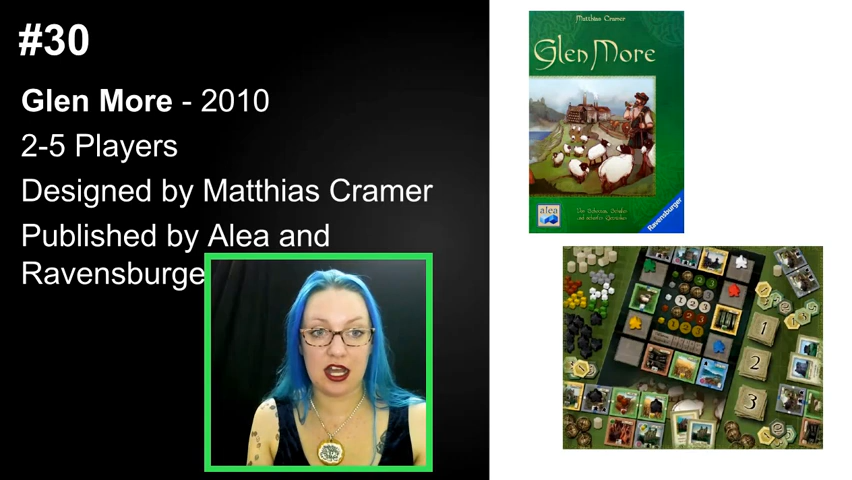 #30
Glen More - 2010
2-5 Players
Designed by Matthias Cramer
Published by Alea and
Ravensburge
Matthias Cramer
Glen More
alea
Ravensburger
1
2
3